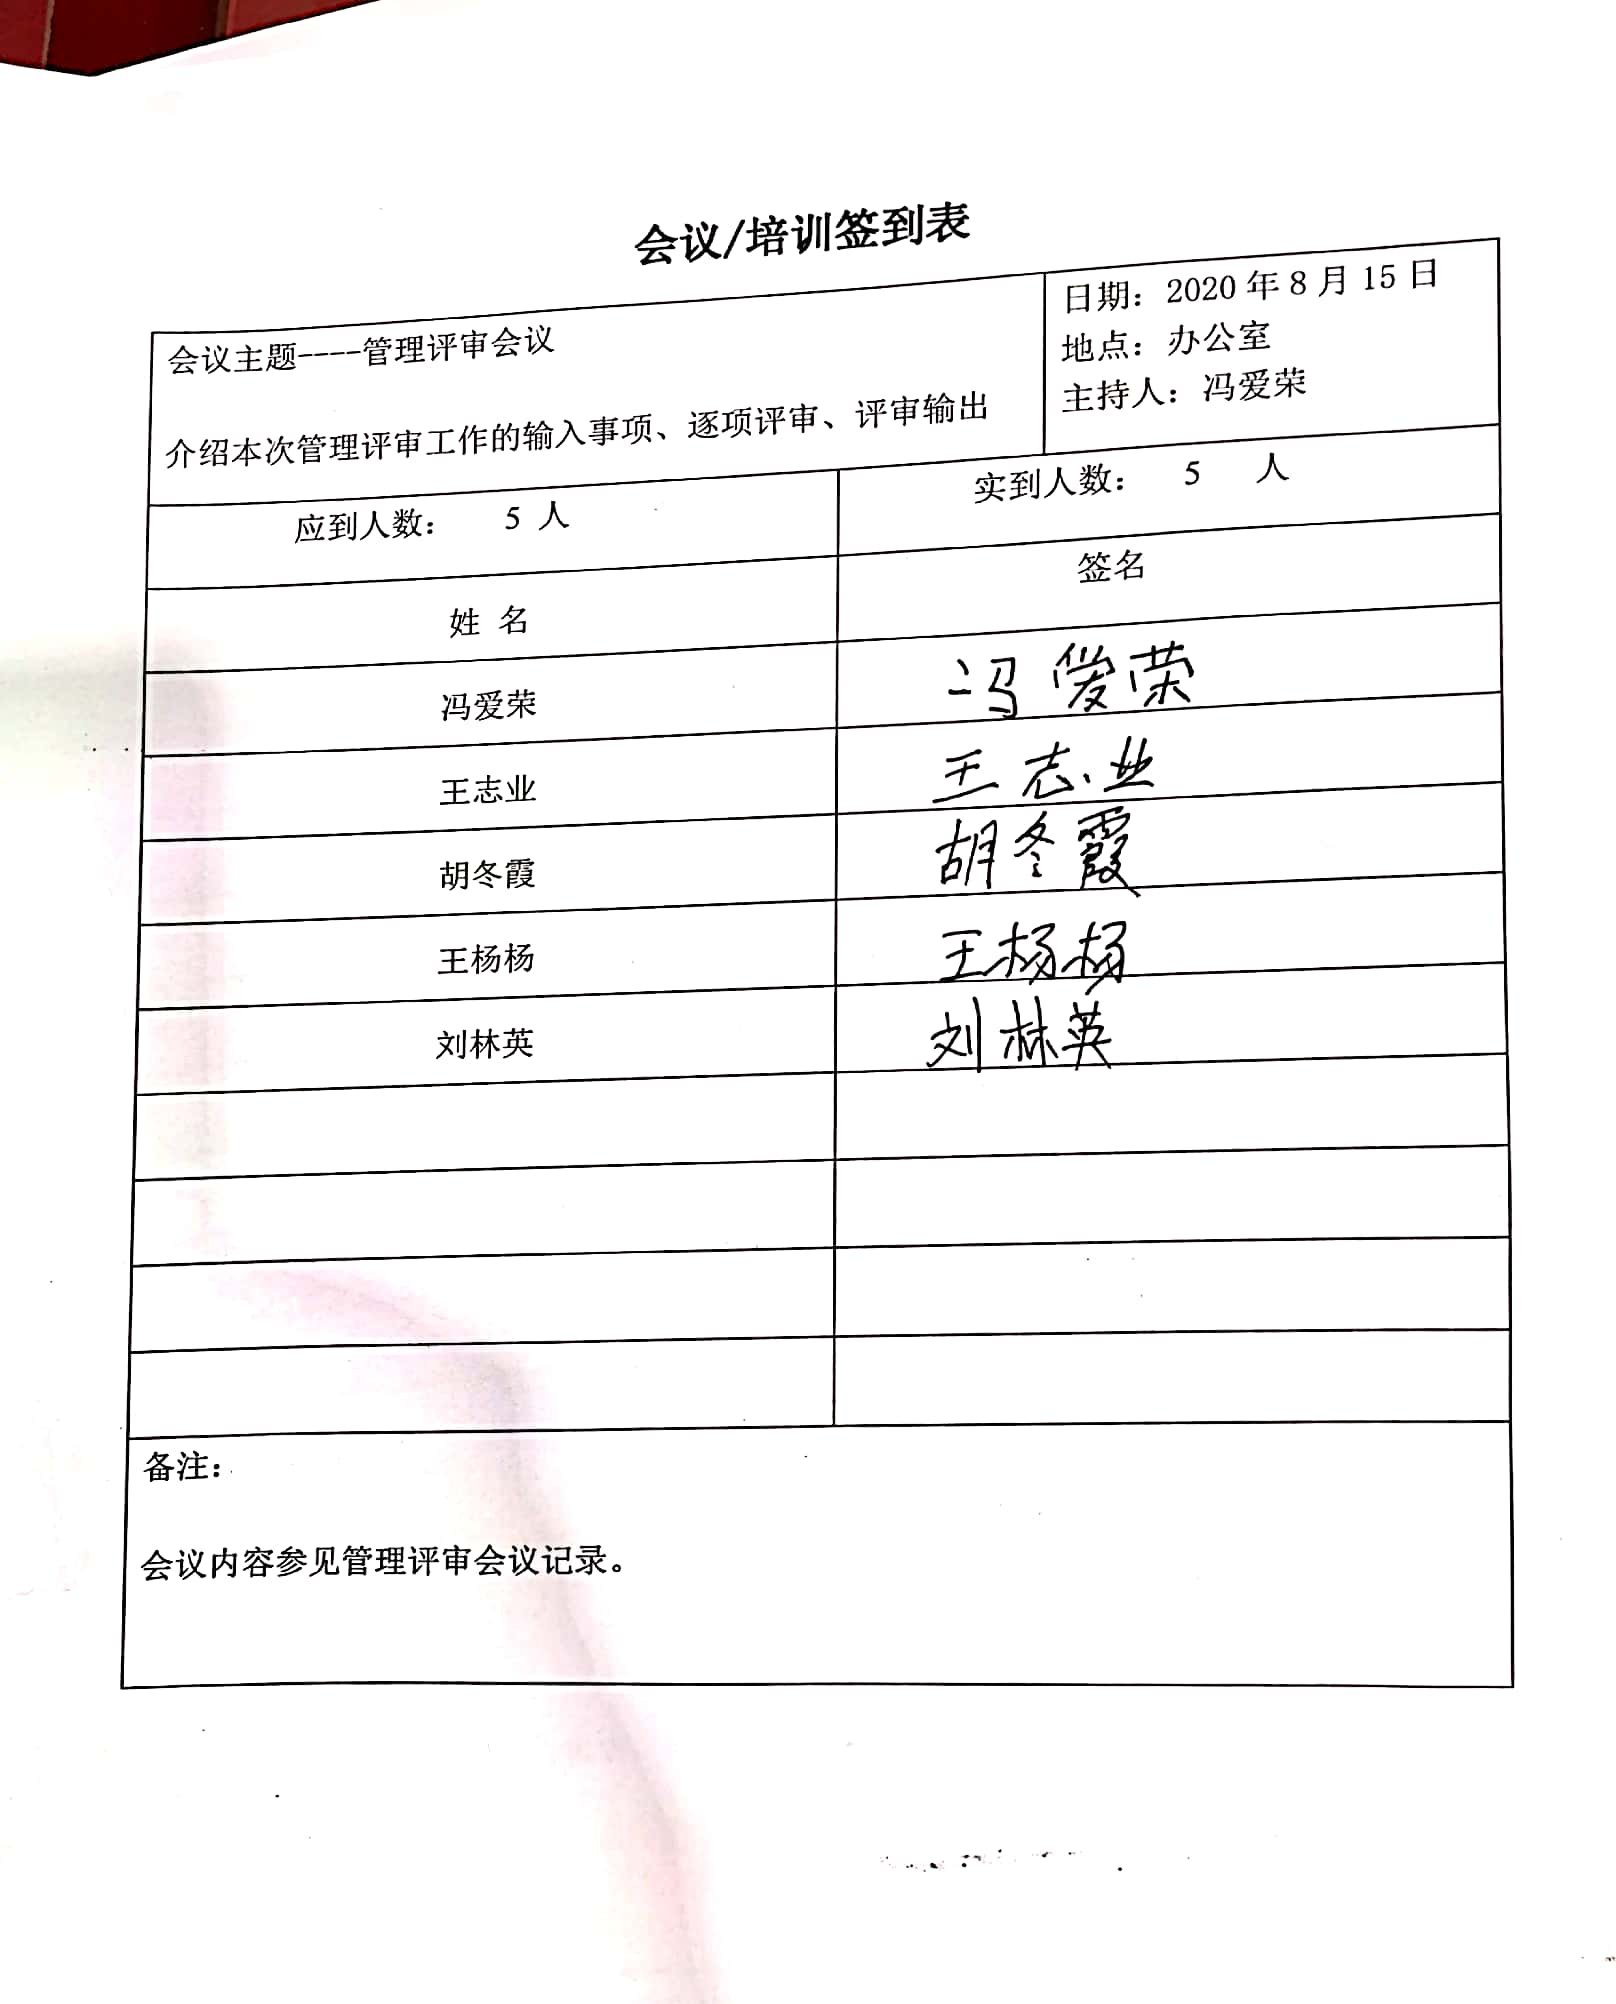 会议/培训签到表
会议主题----管理评审会议
介绍本次管理评审工作的输入事项、逐项评审、评审输出
日期：2020 年 8 月 15 日
地点：办公室
主持人：冯爱荣
应到人数： 5 人 实到人数： 5 人
姓 名 签名
冯爱荣 冯爱荣
王志业 王志业
胡冬霞 胡冬霞
王杨杨 王杨杨
刘林英 刘林英
备注：
会议内容参见管理评审会议记录。